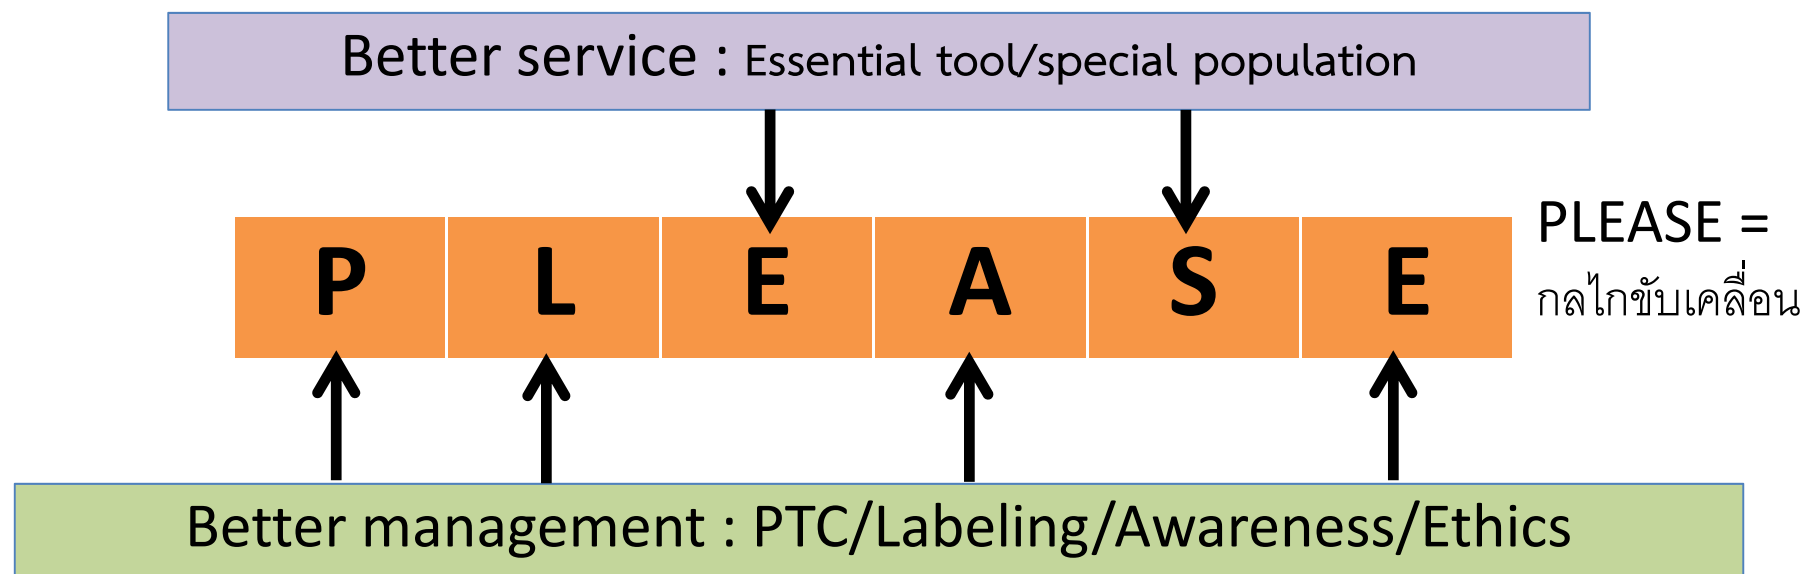 Better service : Essential tool/special population
P L E A S E
PLEASE =
กลไกขับเคลื่อน
Better management : PTC/Labeling/Awareness/Ethics